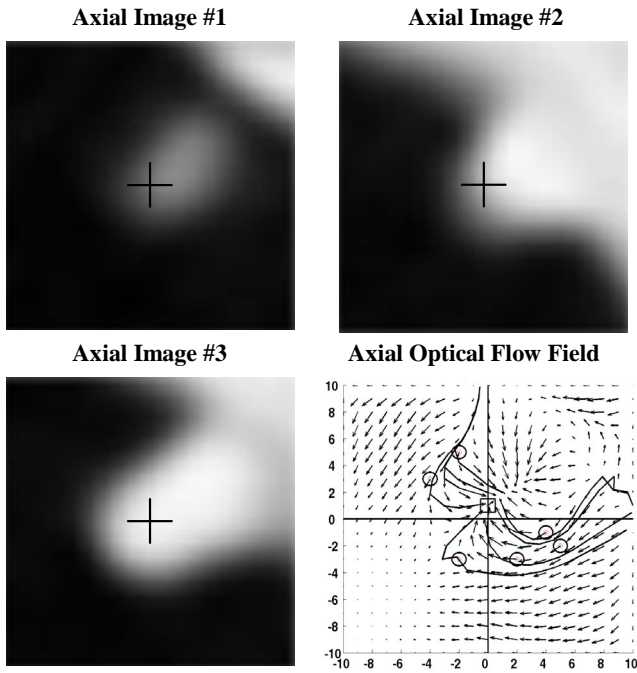 Axial Image #1
Axial Image #2
Axial Image #3
Axial Optical Flow Field
10
8
6
4
2
0
-2
-4
-6
-8
-10
-10 -8 -6 -4 -2 0 2 4 6 8 10